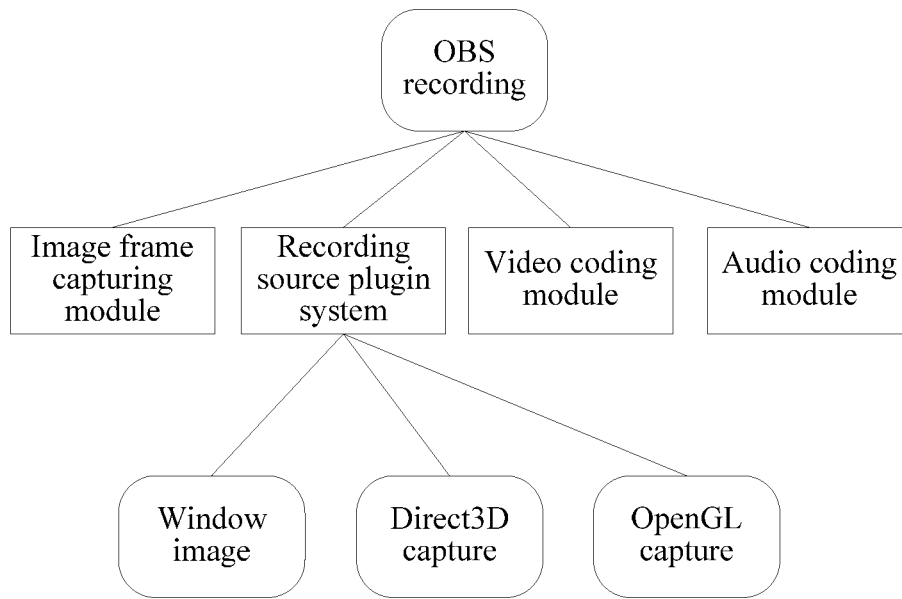 OBS
recording
Image frame
capturing
module
Recording
source plugin
system
Video coding
module
Audio coding
module
Window
image
Direct3D
capture
OpenGL
capture